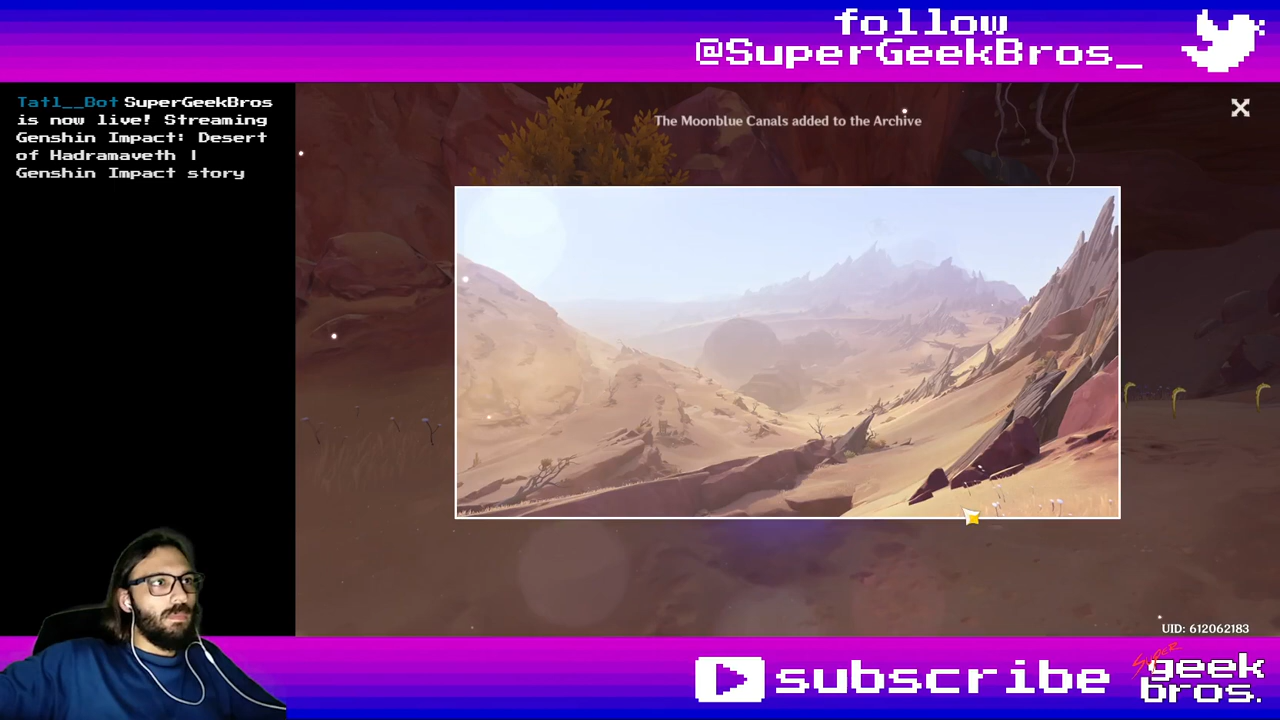 follow
@SuperGeekBros_
Tatl__Bot SuperGeekBros
is now live! Streaming
Genshin Impact: Desert
of Hadramaveth |
Genshin Impact story
The Moonblue Canals added to the Archive
UID: 612062183
subscribe
super
geek
bros.